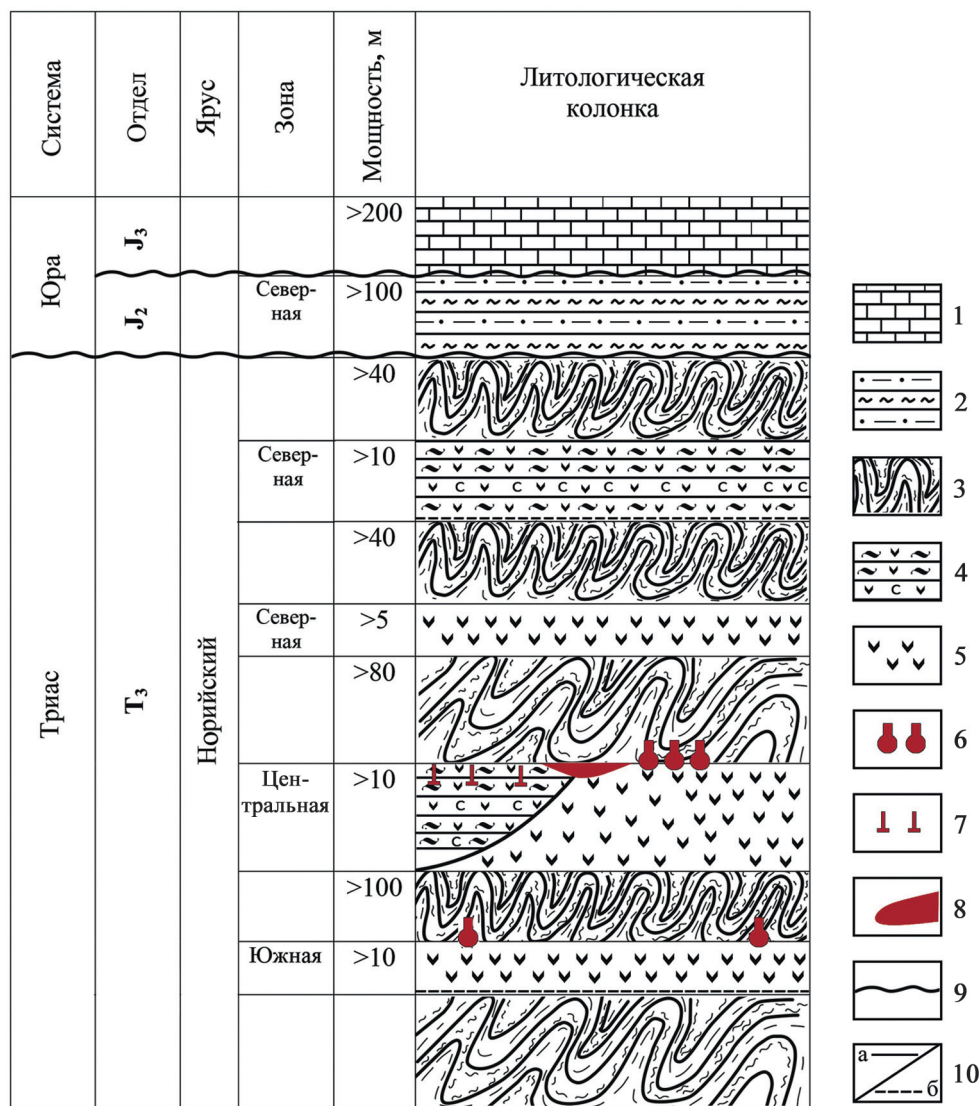 Система
Отдел
Ярус
Зона
Мощность, м
Литологическая
колонка
Юра
J3
>200
J2
Север-
ная
>100
Триас
T3
Норийский
>40
Север-
ная
>10
c v c c c c c c c
>40
Север-
ная
>5
>80
Цен-
тральная
>10
c c
c
>100
Южная
>10
1
2
3
c
4
5
6
7
8
9
а
б
10